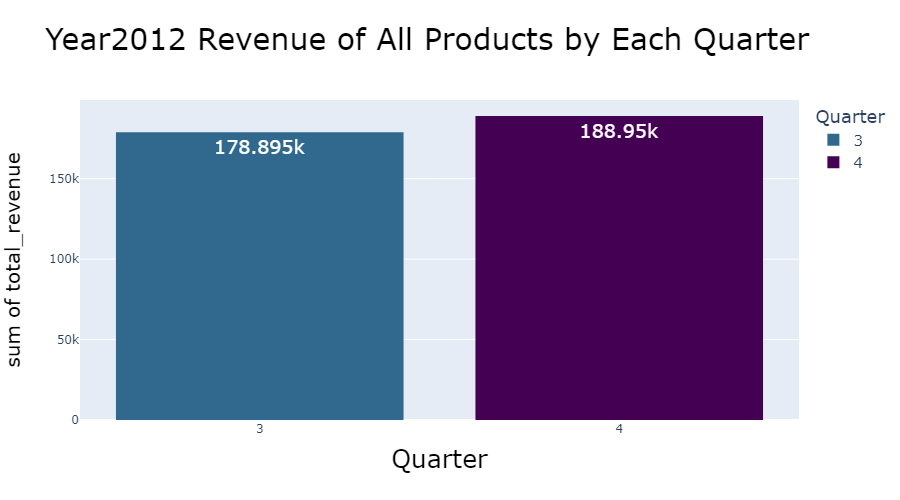 Year2012 Revenue of All Products by Each Quarter
sum of total_revenue
150k
100k
50k
0
178.895k
188.95k
3
4
Quarter
Quarter
3
4